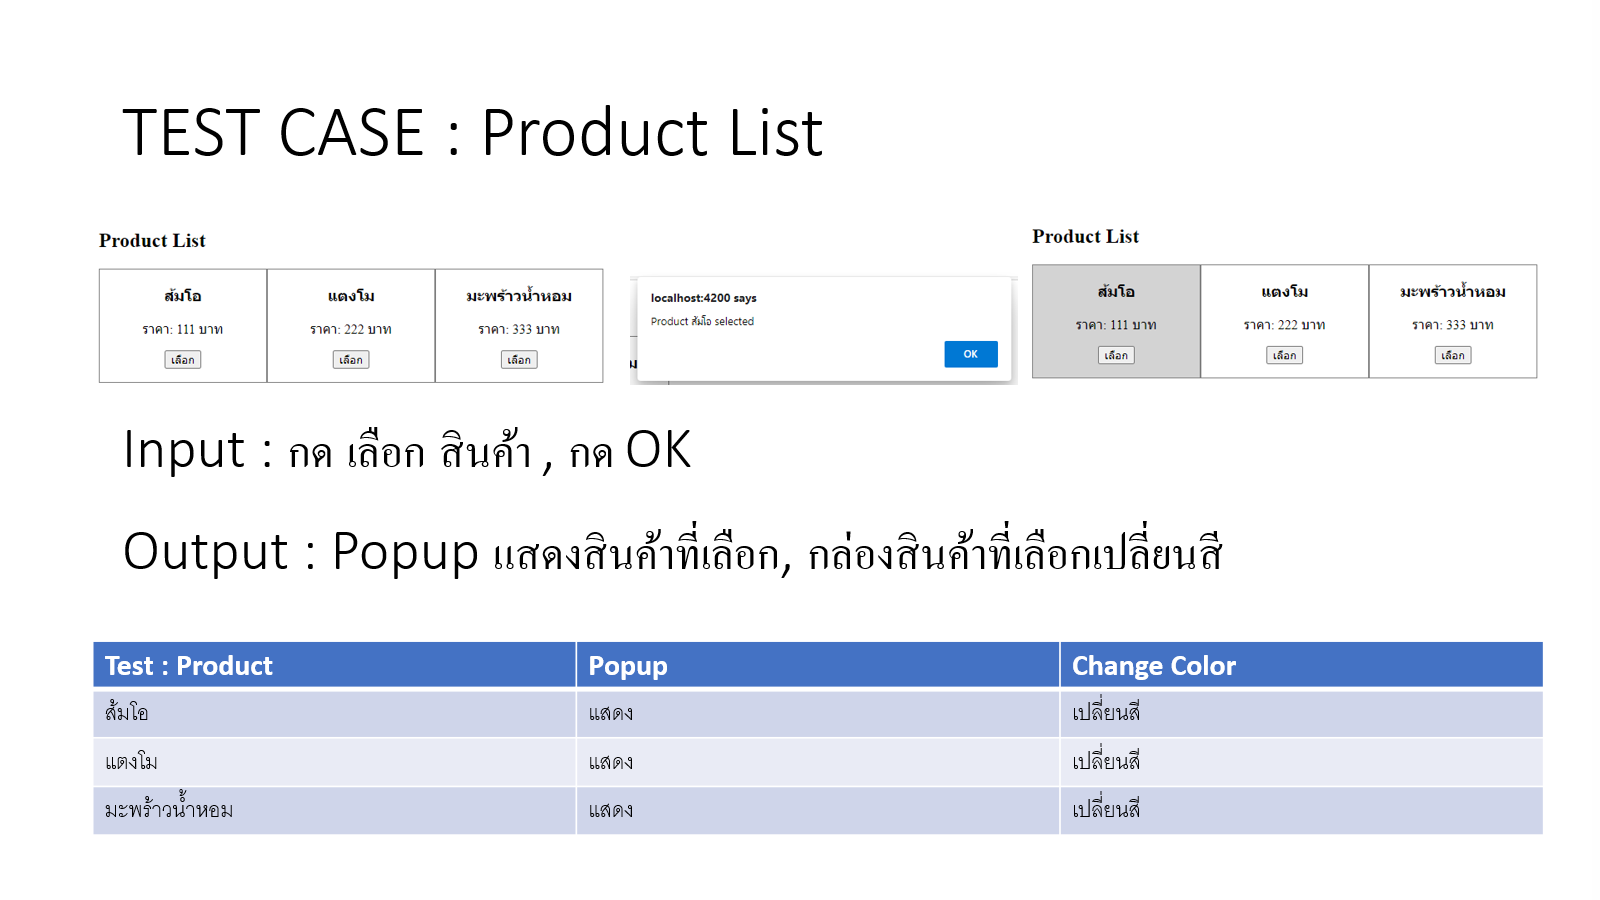 TEST CASE : Product List
Product List
ส้มโอ แตงโม มะพร้าวน้ำหอม
ราคา: 111 บาท ราคา: 222 บาท ราคา: 333 บาท
เลือก เลือก เลือก
localhost:4200 says
Product ส้มโอ selected
OK
Product List
ส้มโอ แตงโม มะพร้าวน้ำหอม
ราคา: 111 บาท ราคา: 222 บาท ราคา: 333 บาท
เลือก เลือก เลือก
Input : กด เลือก สินค้า , กด OK
Output : Popup แสดงสินค้าที่เลือก, กล่องสินค้าที่เลือกเปลี่ยนสี
Test : Product Popup Change Color
ส้มโอ แสดง เปลี่ยนสี
แตงโม แสดง เปลี่ยนสี
มะพร้าวน้ำหอม แสดง เปลี่ยนสี